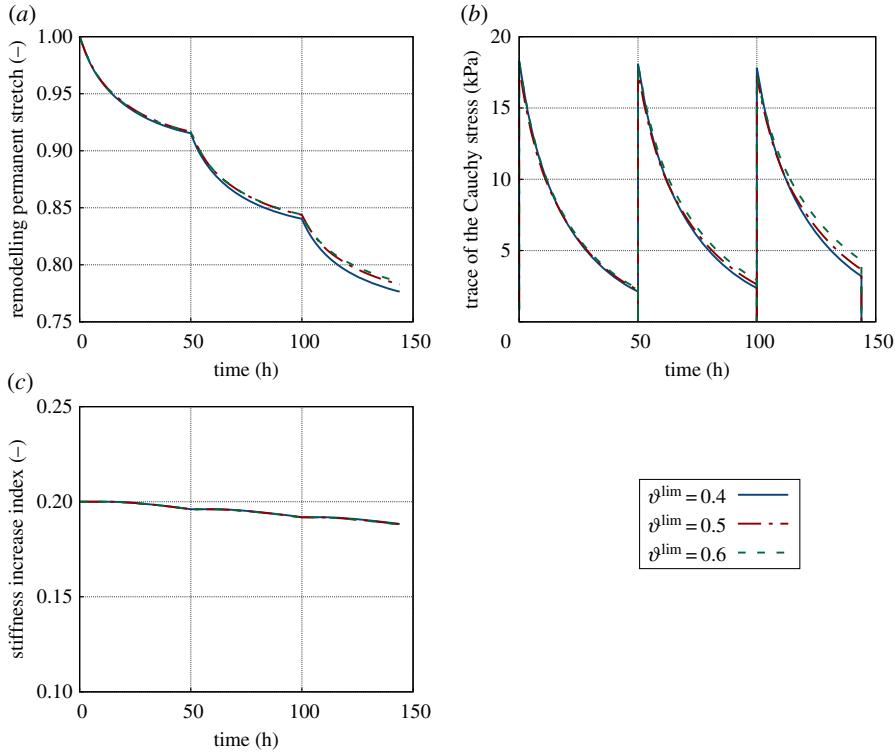 (a)
1.00
0.95
0.90
0.85
0.80
0.75
remodelling permanent stretch (–)
0
50
100
150
time (h)
(b)
20
15
10
5
trace of the Cauchy stress (kPa)
0
50
100
150
time (h)
(c)
0.25
0.20
0.15
0.10
stiffness increase index (–)
0
50
100
150
time (h)
ϑlim = 0.4
ϑlim = 0.5
ϑlim = 0.6